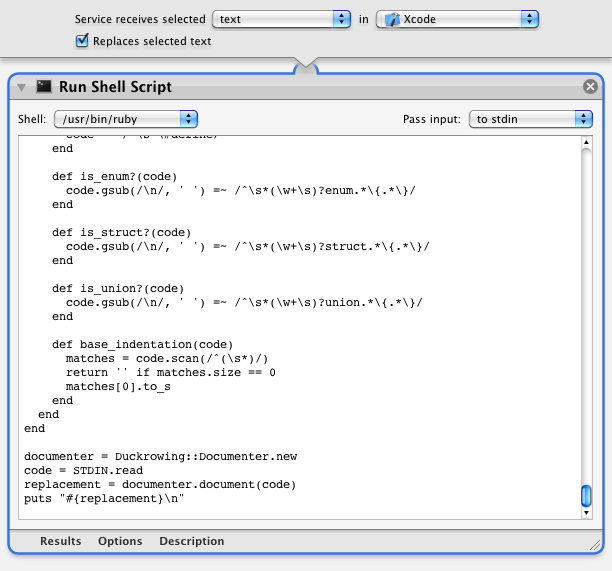 Service receives selected text in Xcode
Replaces selected text
Run Shell Script
Shell: /usr/bin/ruby Pass input: to stdin
    end

    def is_enum?(code)
      code.gsub(/\n/, ' ') =~ /^\s*(\w+\s)?enum.*\{.*\}/
    end

    def is_struct?(code)
      code.gsub(/\n/, ' ') =~ /^\s*(\w+\s)?struct.*\{.*\}/
    end

    def is_union?(code)
      code.gsub(/\n/, ' ') =~ /^\s*(\w+\s)?union.*\{.*\}/
    end

    def base_indentation(code)
      matches = code.scan(/^(\s*)/)
      return '' if matches.size == 0
      matches[0].to_s
    end
  end
end

documenter = Duckrowing::Documenter.new
code = STDIN.read
replacement = documenter.document(code)
puts "#{replacement}\n"
Results Options Description